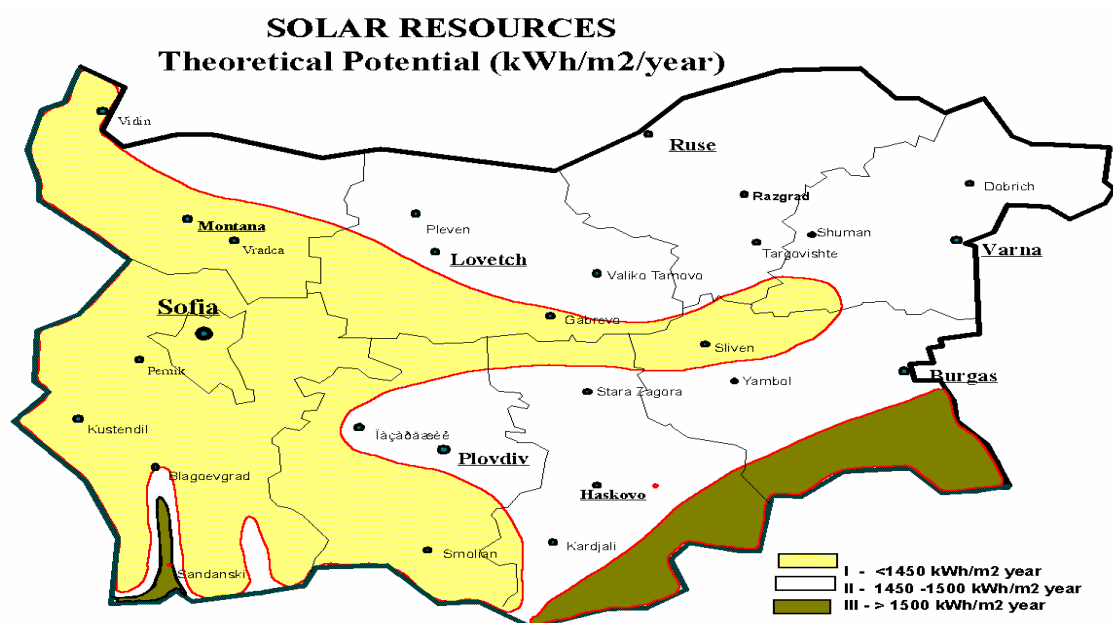 SOLAR RESOURCES
Theoretical Potential (kWh/m2/year)
Vidin
Ruse
Razgrad
Dobrich
Montana
Pleven
Vradca
Lovetch
Shuman
Targovishte
Varna
Valiko Tarnovo
Sofia
Gabrevo
Sliven
Pernik
Yambol
Burgas
Stara Zagora
Kustendil
Ïàçàðäæèê
Plovdiv
Blagoevgrad
Haskovo
Kardjali
Smolian
Sandanski
I - <1450 kWh/m2 year
II - 1450 -1500 kWh/m2 year
III - > 1500 kWh/m2 year